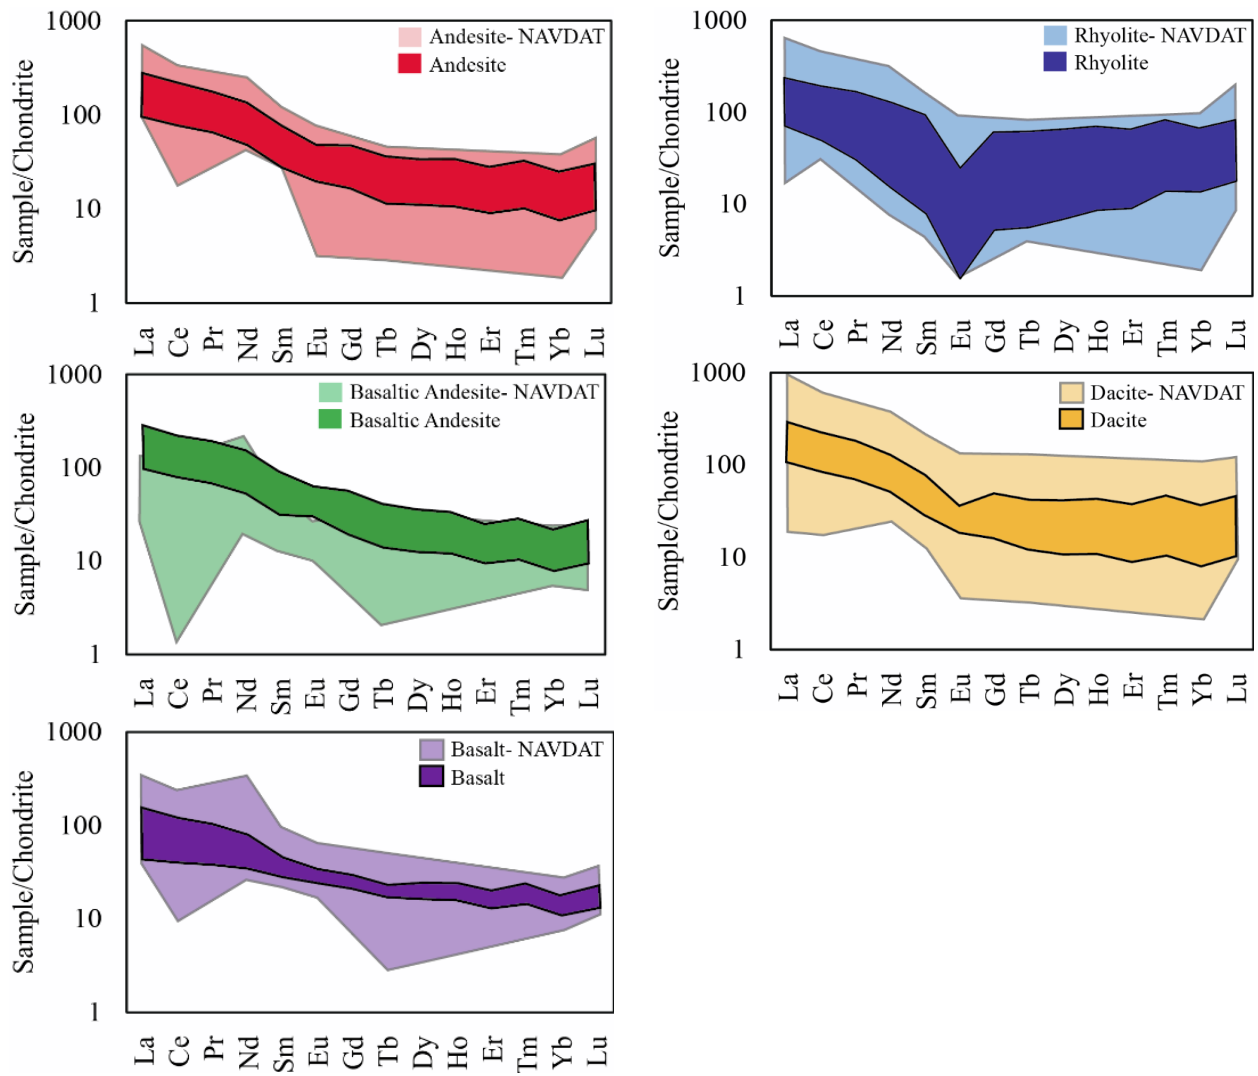 Sample/Chondrite
1000
100
10
1
Andesite- NAVDAT
Andesite
La Ce Pr Nd Sm Eu Gd Tb Dy Ho Er Tm Yb Lu
Sample/Chondrite
1000
100
10
1
Rhyolite- NAVDAT
Rhyolite
La Ce Pr Nd Sm Eu Gd Tb Dy Ho Er Tm Yb Lu
Sample/Chondrite
1000
100
10
1
Basaltic Andesite- NAVDAT
Basaltic Andesite
La Ce Pr Nd Sm Eu Gd Tb Dy Ho Er Tm Yb Lu
Sample/Chondrite
1000
100
10
1
Dacite- NAVDAT
Dacite
La Ce Pr Nd Sm Eu Gd Tb Dy Ho Er Tm Yb Lu
Sample/Chondrite
1000
100
10
1
Basalt- NAVDAT
Basalt
La Ce Pr Nd Sm Eu Gd Tb Dy Ho Er Tm Yb Lu